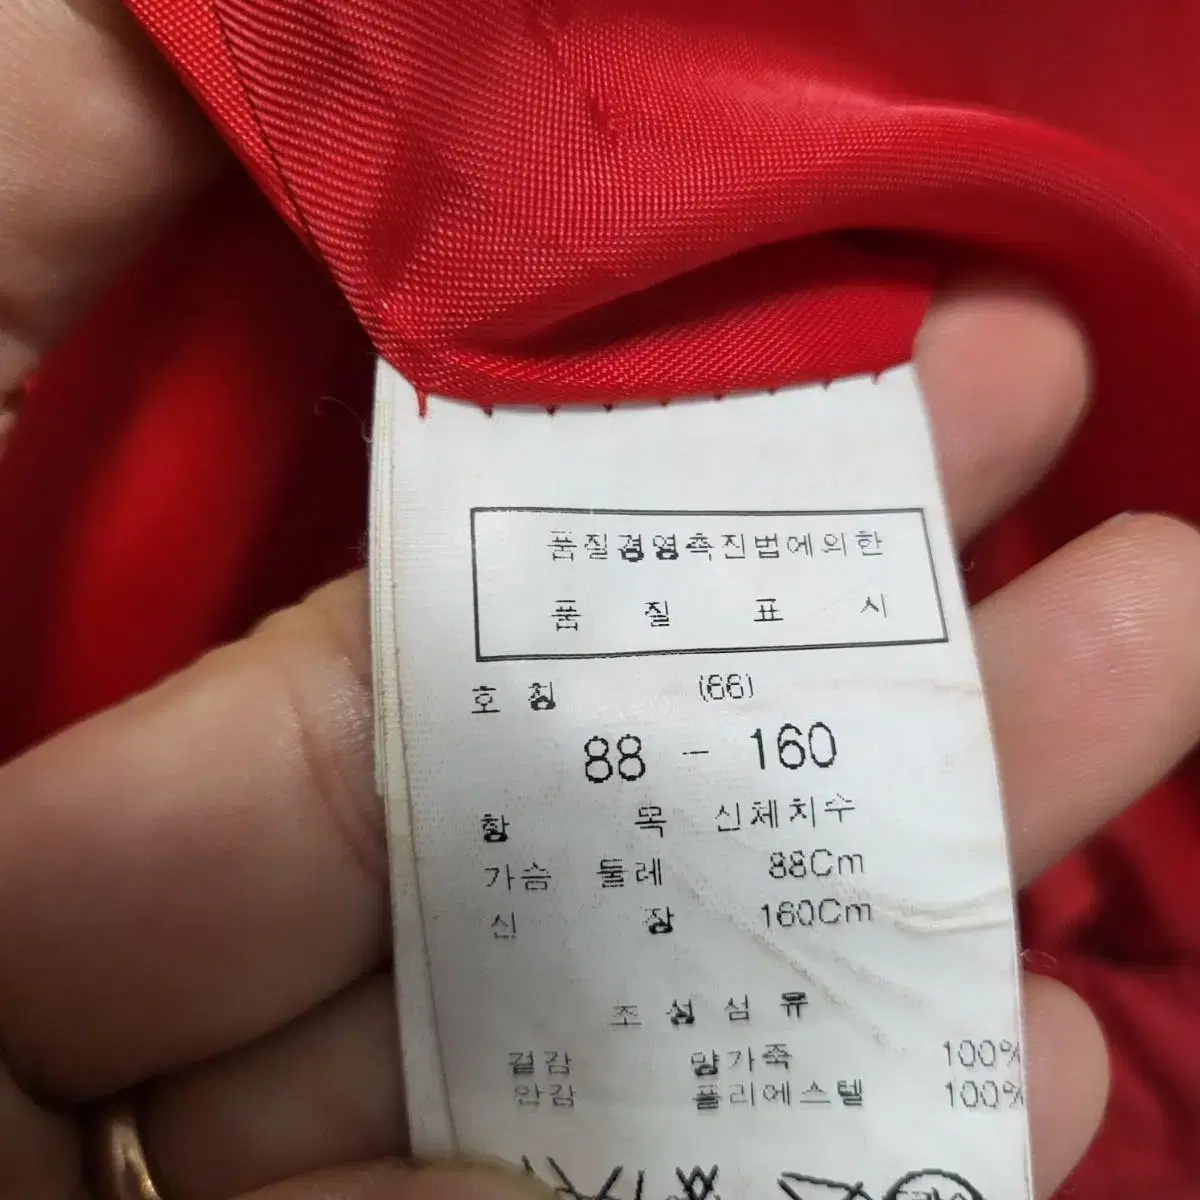 품질경영촉진법에의한
품 질 표 시
호 칭 (66)
88 - 160
항 목 신체치수
가슴 둘레 88Cm
신 장 160Cm
조 성 섬 유
겉감 양가죽 100%
안감 폴리에스텔 100%